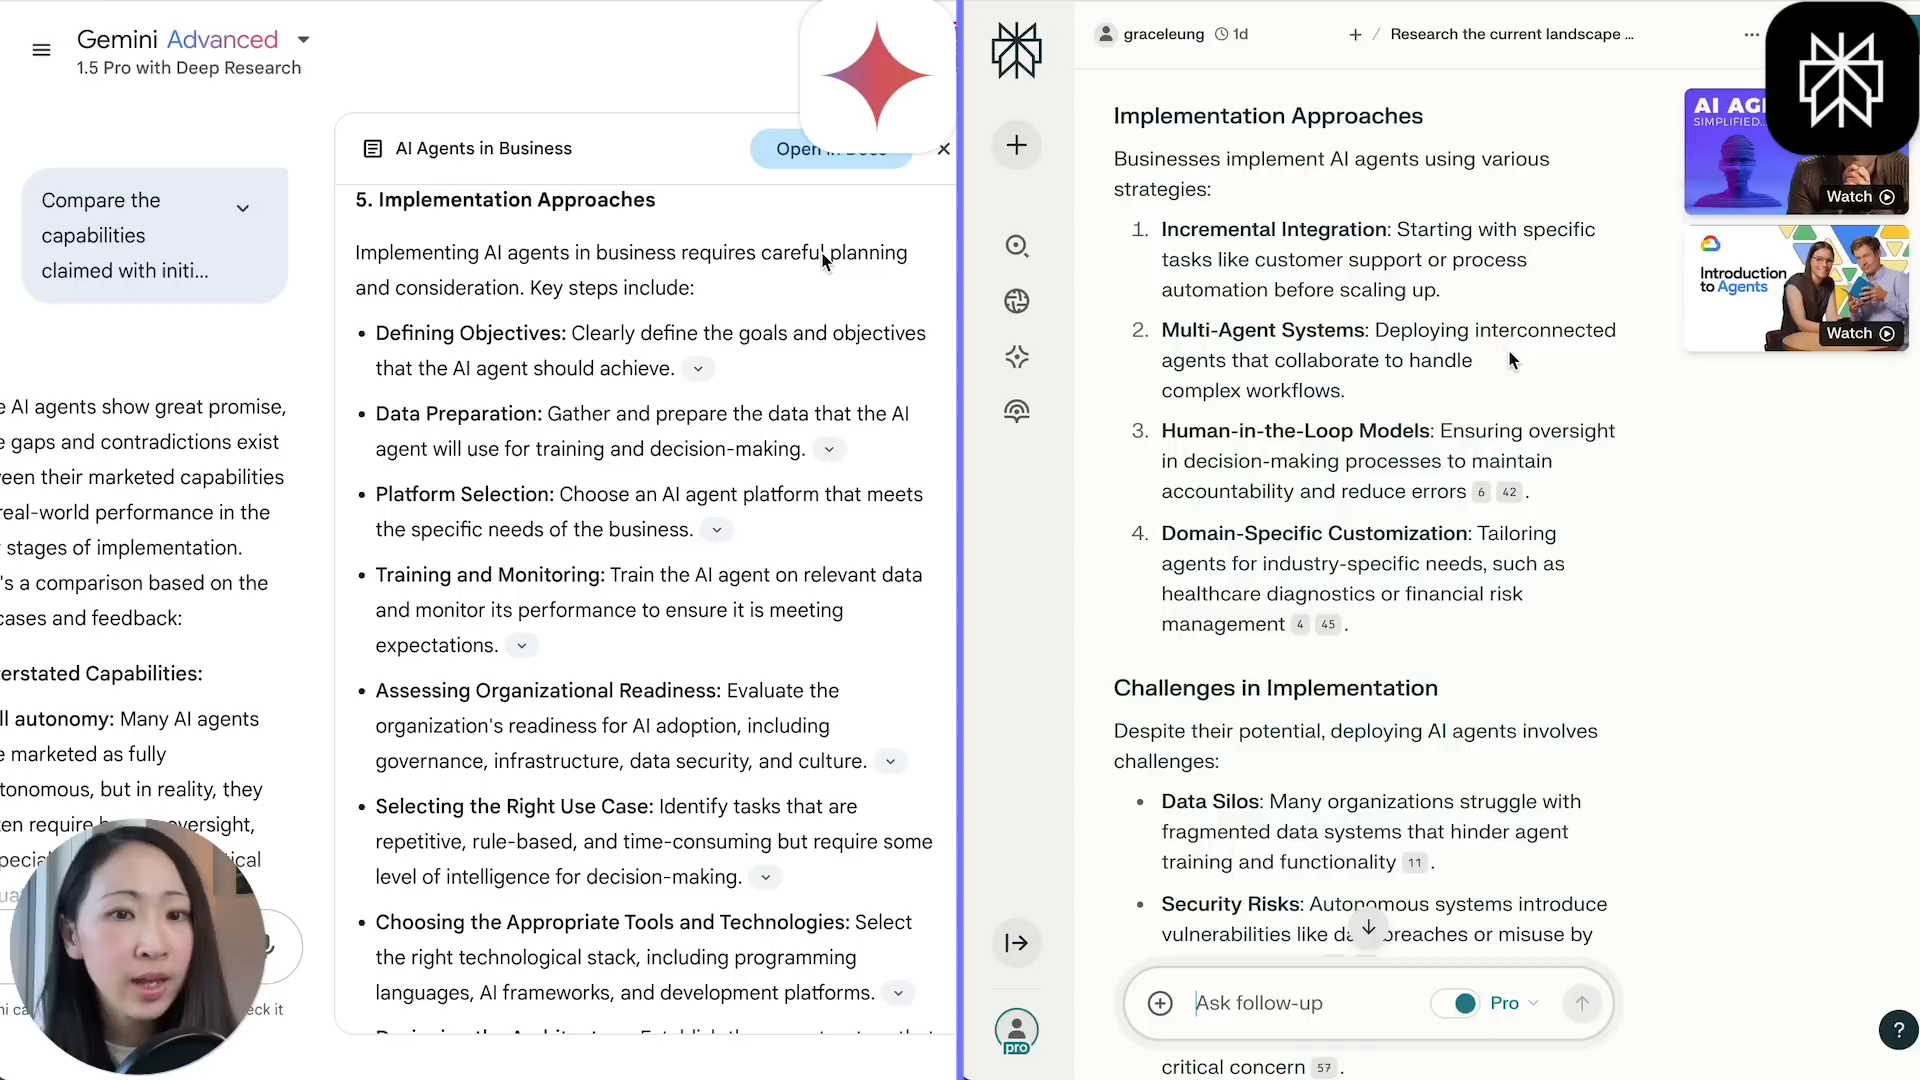 Gemini Advanced
1.5 Pro with Deep Research
Compare the
capabilities
claimed with initi...
e AI agents show great promise,
e gaps and contradictions exist
een their marketed capabilities
real-world performance in the
stages of implementation.
's a comparison based on the
cases and feedback:
erstated Capabilities:
ll autonomy: Many AI agents
e marketed as fully
tonomous, but in reality, they
en require oversight,
AI Agents in Business
Open in Docs
5. Implementation Approaches
Implementing AI agents in business requires careful planning
and consideration. Key steps include:
• Defining Objectives: Clearly define the goals and objectives
that the AI agent should achieve.
• Data Preparation: Gather and prepare the data that the AI
agent will use for training and decision-making.
• Platform Selection: Choose an AI agent platform that meets
the specific needs of the business.
• Training and Monitoring: Train the AI agent on relevant data
and monitor its performance to ensure it is meeting
expectations.
• Assessing Organizational Readiness: Evaluate the
organization's readiness for AI adoption, including
governance, infrastructure, data security, and culture.
• Selecting the Right Use Case: Identify tasks that are
repetitive, rule-based, and time-consuming but require some
level of intelligence for decision-making.
• Choosing the Appropriate Tools and Technologies: Select
the right technological stack, including programming
languages, AI frameworks, and development platforms.
graceleung 1d
+ / Research the current landscape ...
Implementation Approaches
Businesses implement AI agents using various
strategies:
1. Incremental Integration: Starting with specific
tasks like customer support or process
automation before scaling up.
2. Multi-Agent Systems: Deploying interconnected
agents that collaborate to handle
complex workflows.
3. Human-in-the-Loop Models: Ensuring oversight
in decision-making processes to maintain
accountability and reduce errors 6 42 .
4. Domain-Specific Customization: Tailoring
agents for industry-specific needs, such as
healthcare diagnostics or financial risk
management 4 45 .
Challenges in Implementation
Despite their potential, deploying AI agents involves
challenges:
• Data Silos: Many organizations struggle with
fragmented data systems that hinder agent
training and functionality 11 .
• Security Risks: Autonomous systems introduce
vulnerabilities like data breaches or misuse by
Ask follow-up
Pro
critical concern 57 .
pro
AI AG
SIMPLIFIED..
Watch
Introduction
to Agents
Watch
?